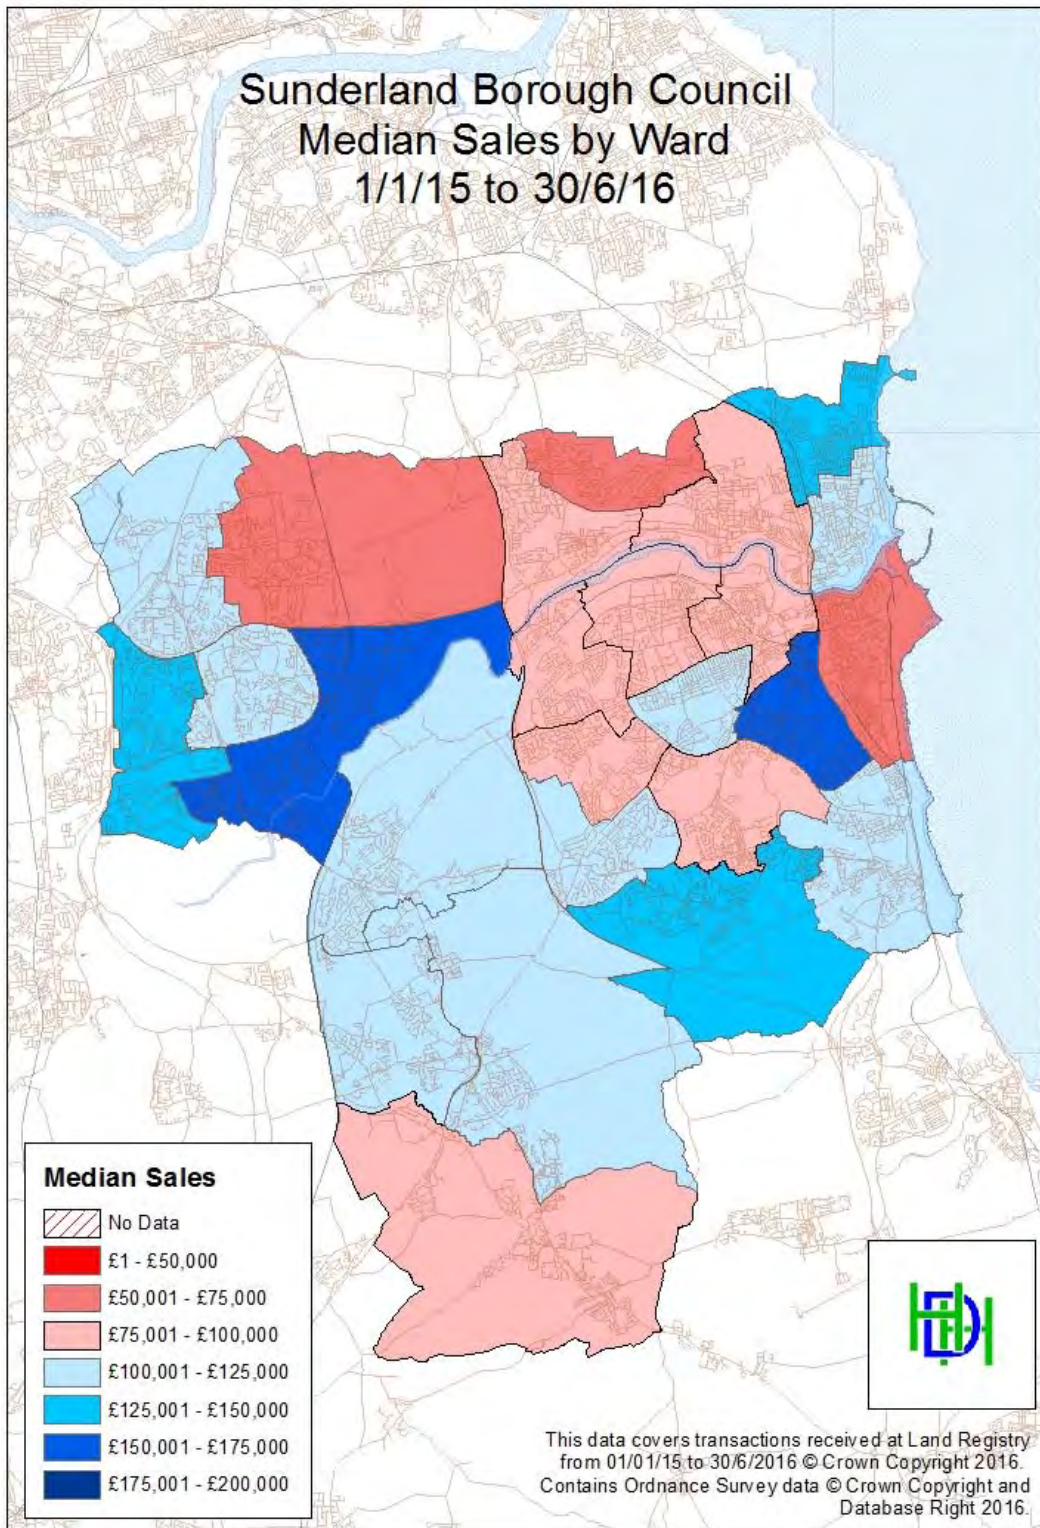 Sunderland Borough Council
Median Sales by Ward
1/1/15 to 30/6/16
Median Sales
No Data
£1 - £50,000
£50,001 - £75,000
£75,001 - £100,000
£100,001 - £125,000
£125,001 - £150,000
£150,001 - £175,000
£175,001 - £200,000
HDH
This data covers transactions received at Land Registry
from 01/01/15 to 30/6/2016 © Crown Copyright 2016.
Contains Ordnance Survey data © Crown Copyright and
Database Right 2016.